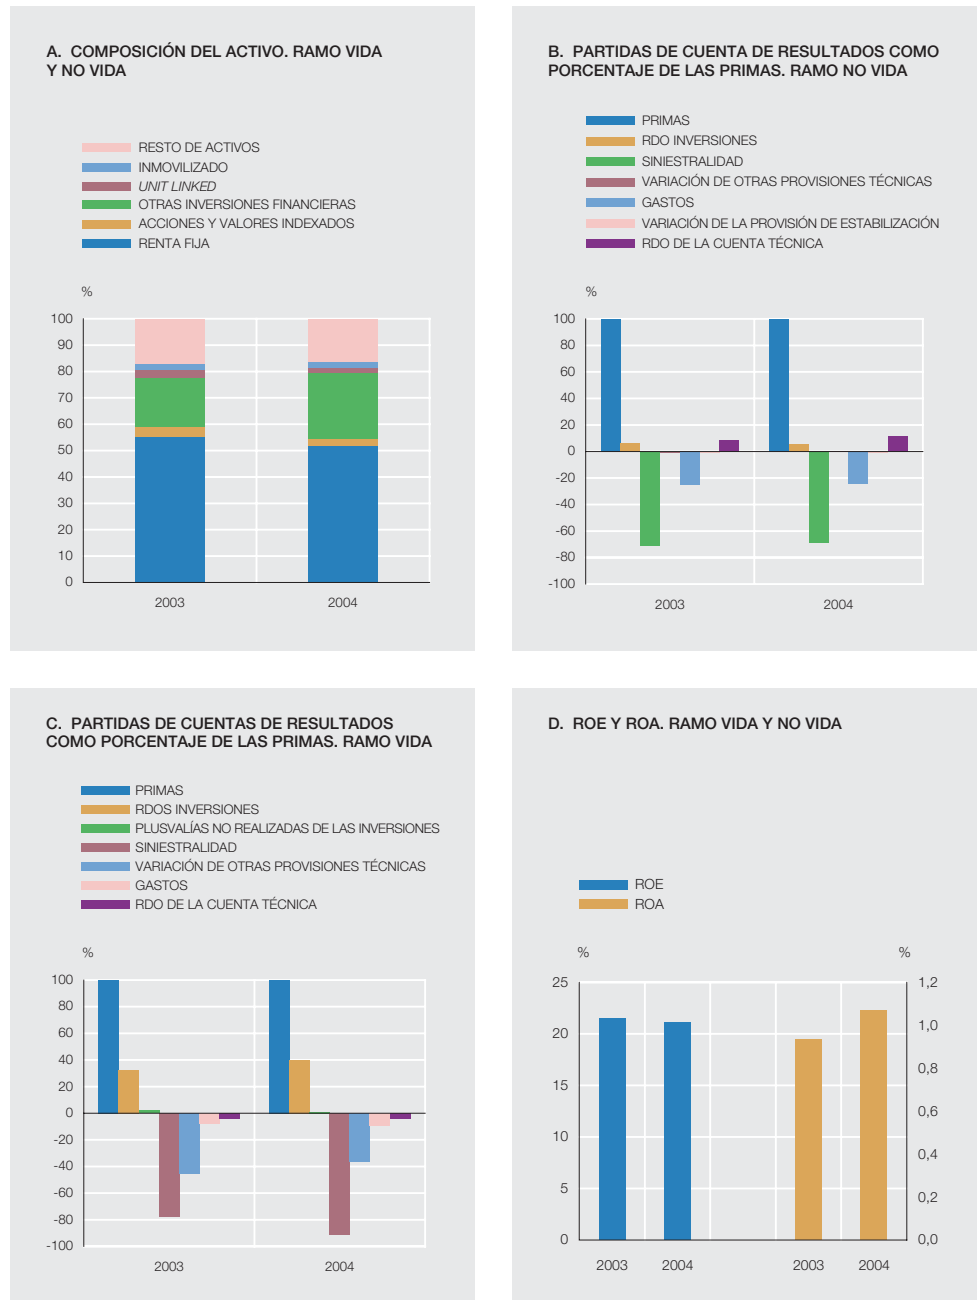 A. COMPOSICIÓN DEL ACTIVO. RAMO VIDA
Y NO VIDA
RESTO DE ACTIVOS
INMOVILIZADO
UNIT LINKED
OTRAS INVERSIONES FINANCIERAS
ACCIONES Y VALORES INDEXADOS
RENTA FIJA
%
100
90
80
70
60
50
40
30
20
10
0
2003 2004
B. PARTIDAS DE CUENTA DE RESULTADOS COMO
PORCENTAJE DE LAS PRIMAS. RAMO NO VIDA
PRIMAS
RDO INVERSIONES
SINIESTRALIDAD
VARIACIÓN DE OTRAS PROVISIONES TÉCNICAS
GASTOS
VARIACIÓN DE LA PROVISIÓN DE ESTABILIZACIÓN
RDO DE LA CUENTA TÉCNICA
%
100
80
60
40
20
0
-20
-40
-60
-80
-100
2003 2004
C. PARTIDAS DE CUENTAS DE RESULTADOS
COMO PORCENTAJE DE LAS PRIMAS. RAMO VIDA
PRIMAS
RDOS INVERSIONES
PLUSVALÍAS NO REALIZADAS DE LAS INVERSIONES
SINIESTRALIDAD
VARIACIÓN DE OTRAS PROVISIONES TÉCNICAS
GASTOS
RDO DE LA CUENTA TÉCNICA
%
100
80
60
40
20
0
-20
-40
-60
-80
-100
2003 2004
D. ROE Y ROA. RAMO VIDA Y NO VIDA
ROE
ROA
% %
25
20
15
10
5
0
1,2
1,0
0,8
0,6
0,4
0,2
0,0
2003 2004 2003 2004